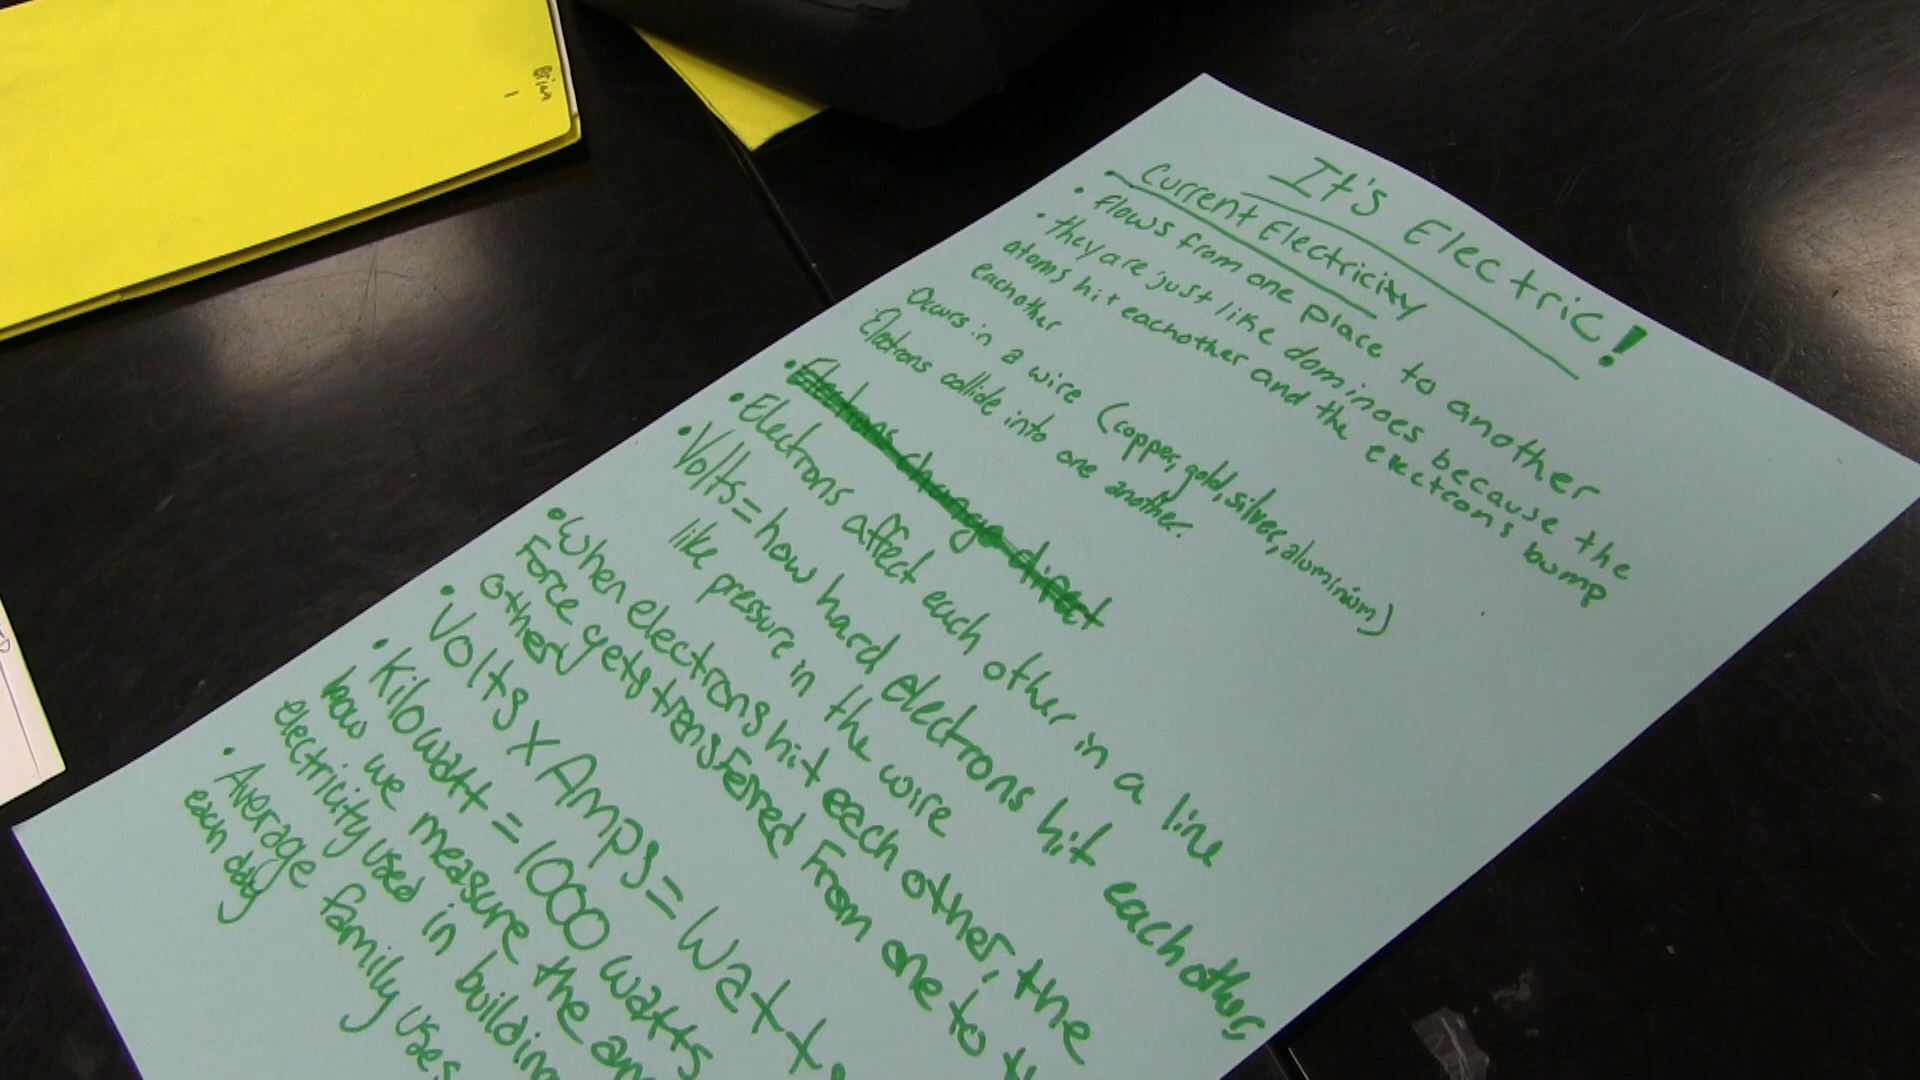 It's Electric!
• Current Electricity
• flows from one place to another
• they are just like dominoes because the
atoms hit eachother and the electrons bump
eachother
Occurs in a wire (copper, gold, silver, aluminium)
Electrons collide into one another.
• Electrons change direct
• Electrons affect each other in a line
• Volts = how hard electrons hit eachother,
like pressure in the wire
• When electrons hit each other, the
Force gets transferred From one to
other
• Volts x Amps = Watt
• Kilowatt = 1000 watts
how we measure the
electricity used in building
• Average family uses
each day
Brian
1